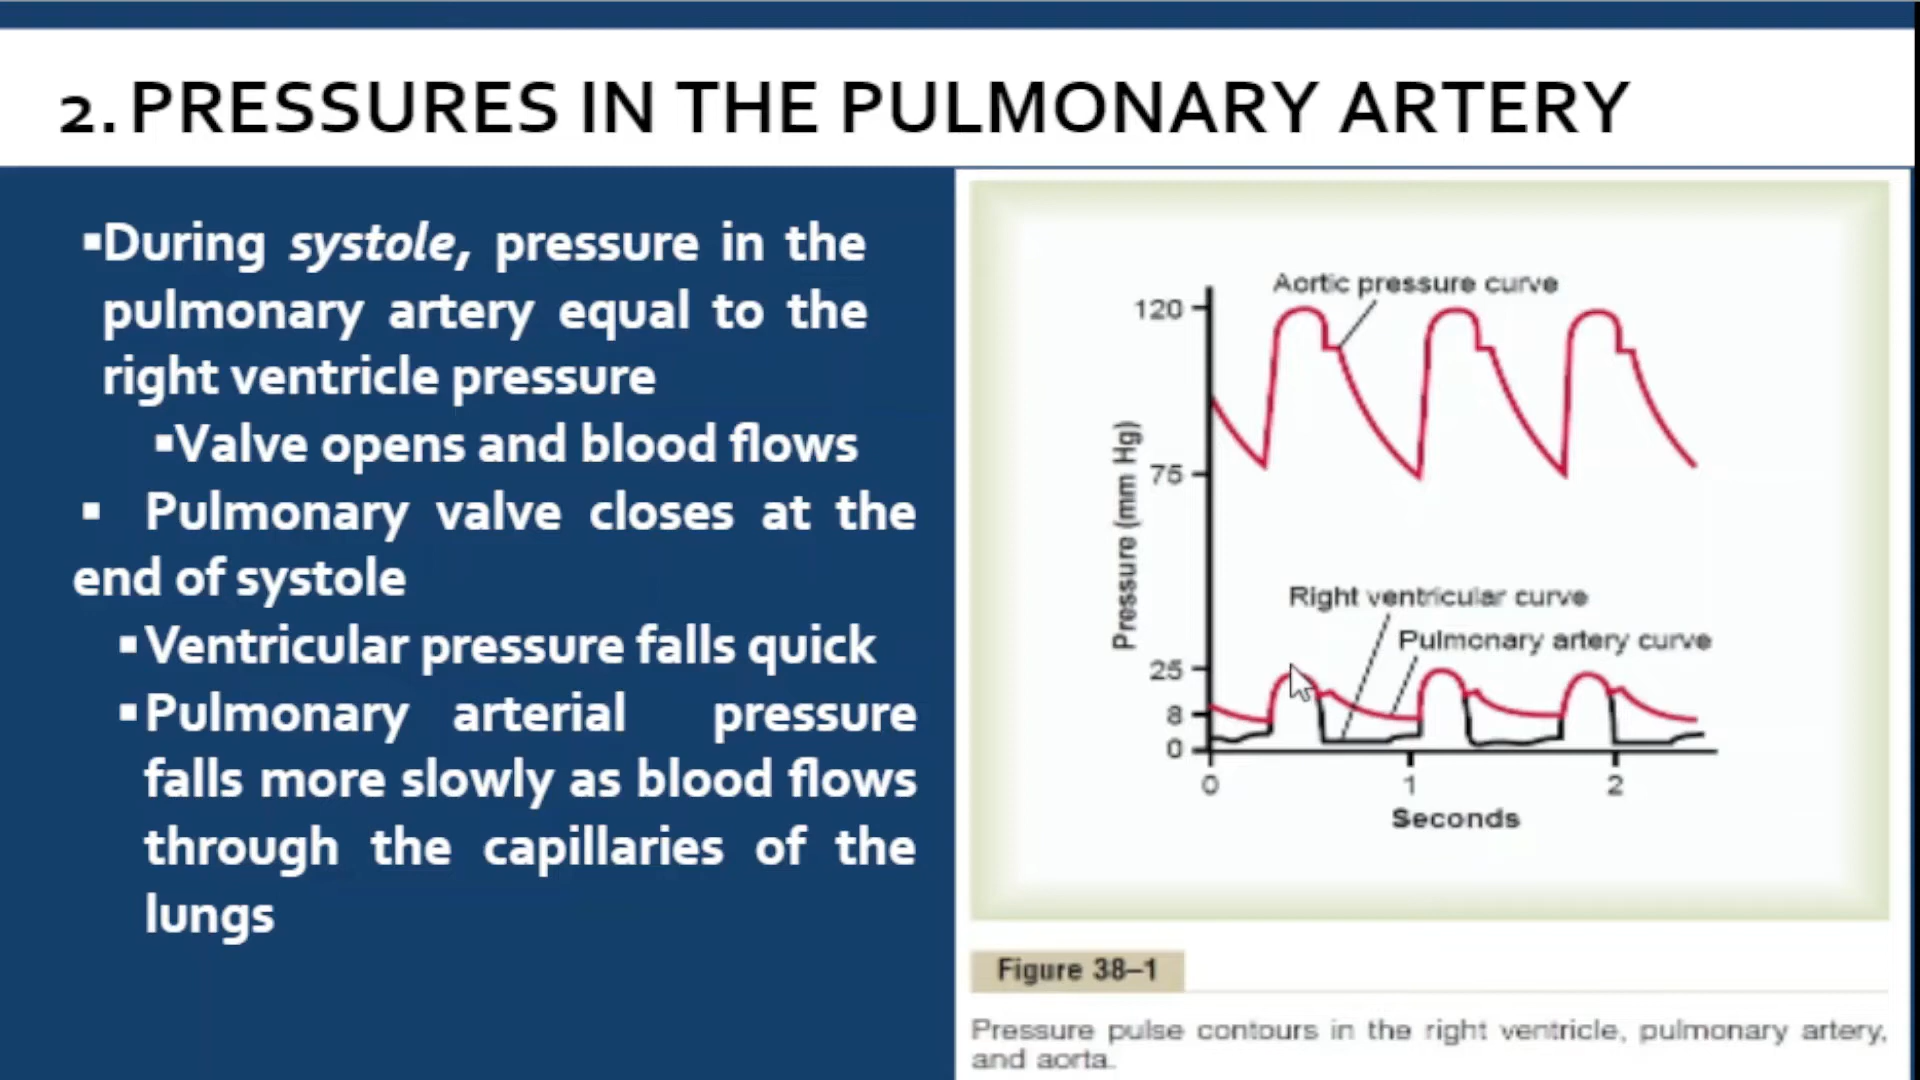 2. PRESSURES IN THE PULMONARY ARTERY
▪During systole, pressure in the
pulmonary artery equal to the
right ventricle pressure
▪Valve opens and blood flows
▪ Pulmonary valve closes at the
end of systole
▪Ventricular pressure falls quick
▪Pulmonary arterial pressure
falls more slowly as blood flows
through the capillaries of the
lungs
Aortic pressure curve
120
75
Pressure (mm Hg)
Right ventricular curve
Pulmonary artery curve
25
8
0
0 1 2
Seconds
Figure 38–1
Pressure pulse contours in the right ventricle, pulmonary artery,
and aorta.